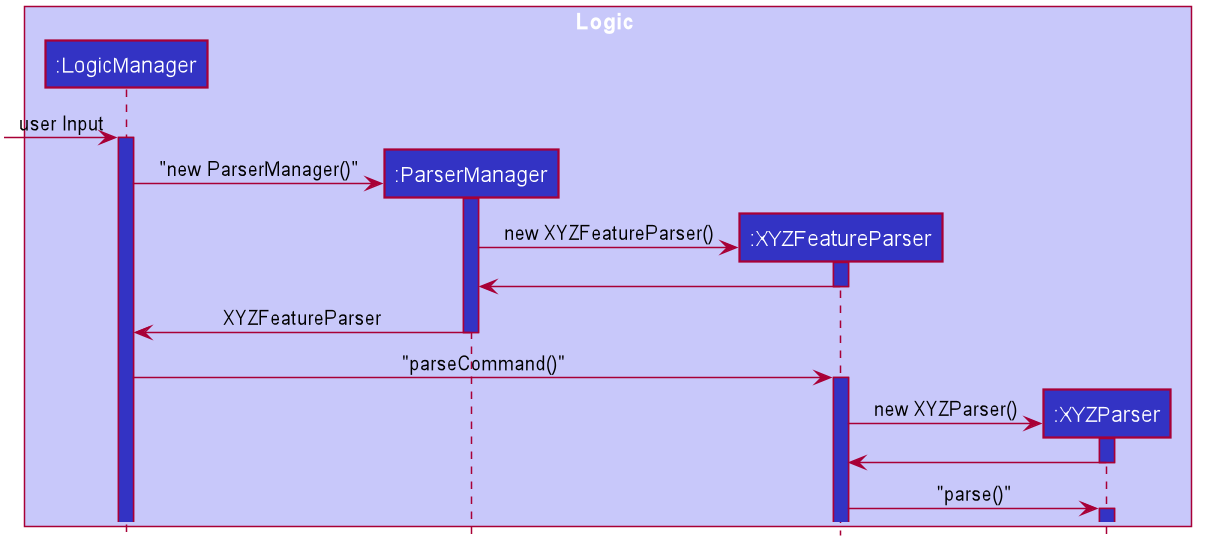 Logic
:LogicManager
user Input
"new ParserManager()"
:ParserManager
new XYZFeatureParser()
:XYZFeatureParser
XYZFeatureParser
"parseCommand()"
new XYZParser()
:XYZParser
"parse()"